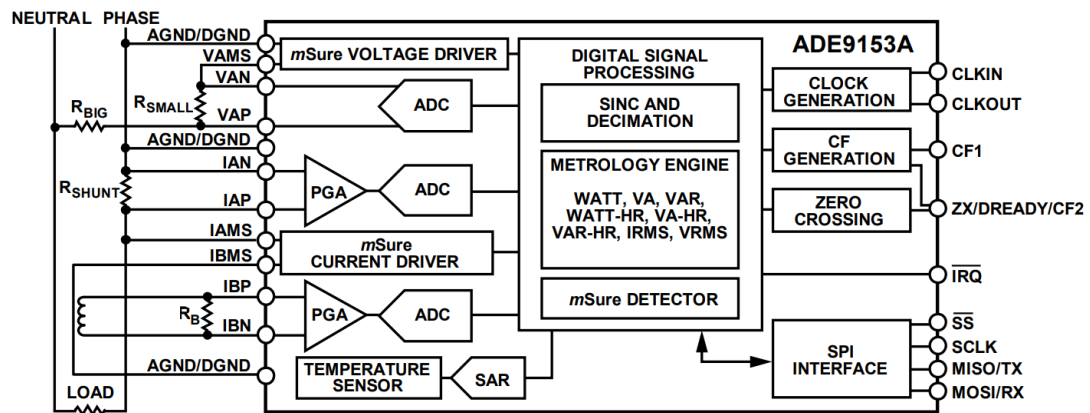 NEUTRAL PHASE
AGND/DGND
VAMS
VAN
RSMALL
RBIG
VAP
AGND/DGND
IAN
RSHUNT
IAP
IAMS
IBMS
IBP
RB
IBN
AGND/DGND
LOAD
mSure VOLTAGE DRIVER
ADC
PGA
ADC
mSure
CURRENT DRIVER
PGA
ADC
TEMPERATURE
SENSOR
SAR
DIGITAL SIGNAL
PROCESSING
SINC AND
DECIMATION
METROLOGY ENGINE
WATT, VA, VAR,
WATT-HR, VA-HR,
VAR-HR, IRMS, VRMS
mSure DETECTOR
ADE9153A
CLOCK
GENERATION
CF
GENERATION
ZERO
CROSSING
SPI
INTERFACE
CLKIN
CLKOUT
CF1
ZX/DREADY/CF2
IRQ
SS
SCLK
MISO/TX
MOSI/RX